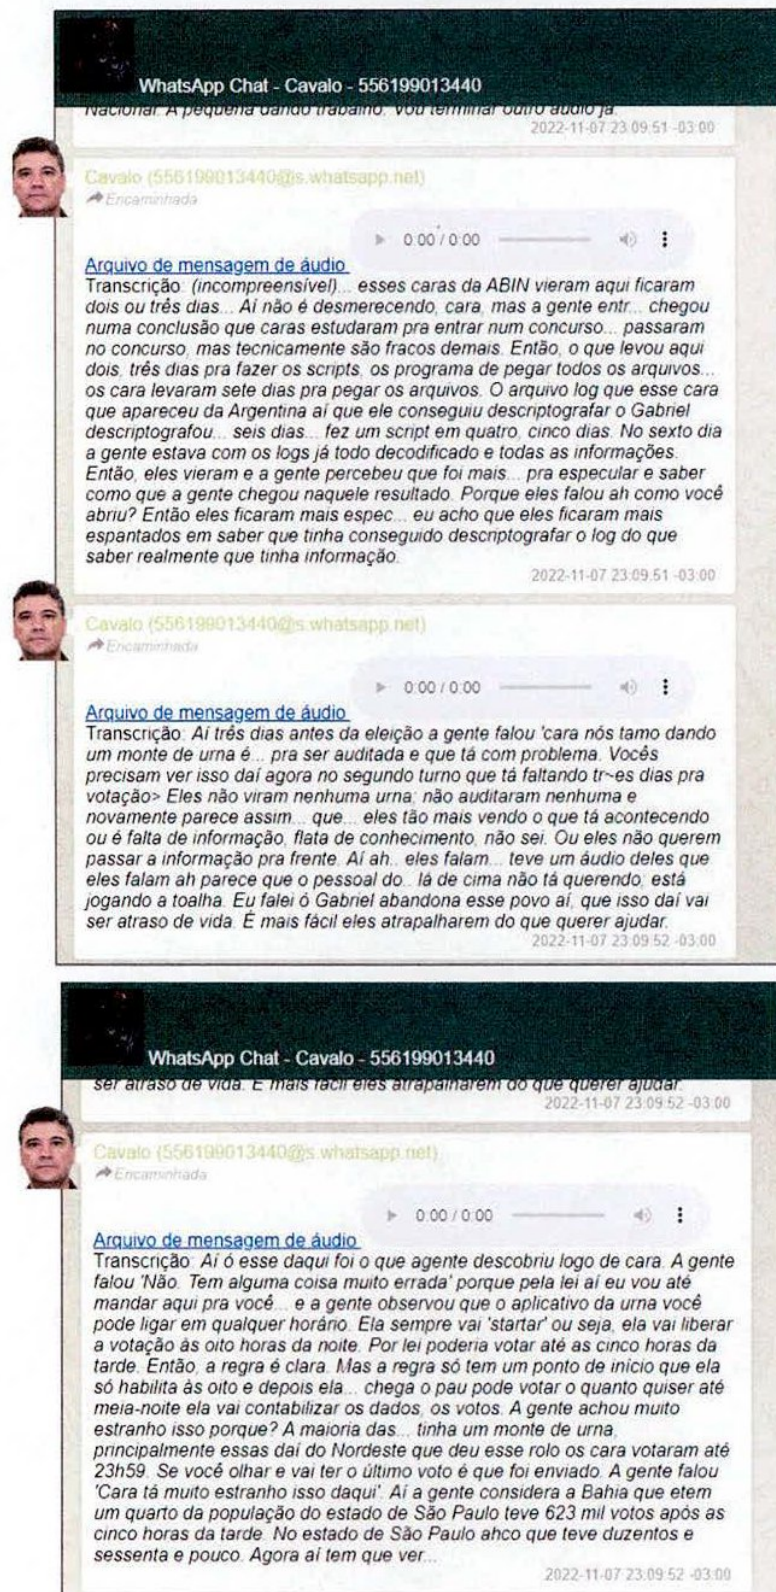 WhatsApp Chat - Cavalo - 556199013440
Nacional. A pequena dando trabalho. Vou terminar outro áudio já.
2022-11-07 23:09:51 -03:00
Cavalo (556199013440@s.whatsapp.net)
Encaminhada
0:00 / 0:00
Arquivo de mensagem de áudio
Transcrição: (incompreensível)... esses caras da ABIN vieram aqui ficaram
dois ou três dias... Aí não é desmerecendo, cara, mas a gente entr... chegou
numa conclusão que caras estudaram pra entrar num concurso... passaram
no concurso, mas tecnicamente são fracos demais. Então, o que levou aqui
dois, três dias pra fazer os scripts, os programa de pegar todos os arquivos...
os cara levaram sete dias pra pegar os arquivos. O arquivo log que esse cara
que apareceu da Argentina aí que ele conseguiu descriptografar o Gabriel
descriptografou... seis dias... fez um script em quatro, cinco dias. No sexto dia
a gente estava com os logs já todo decodificado e todas as informações.
Então, eles vieram e a gente percebeu que foi mais... pra especular e saber
como que a gente chegou naquele resultado. Porque eles falou ah como você
abriu? Então eles ficaram mais espec... eu acho que eles ficaram mais
espantados em saber que tinha conseguido descriptografar o log do que
saber realmente que tinha informação.
2022-11-07 23:09:51 -03:00
Cavalo (556199013440@s.whatsapp.net)
Encaminhada
0:00 / 0:00
Arquivo de mensagem de áudio
Transcrição: Aí três dias antes da eleição a gente falou 'cara nós tamo dando
um monte de urna é... pra ser auditada e que tá com problema. Vocês
precisam ver isso daí agora no segundo turno que tá faltando tr~es dias pra
votação> Eles não viram nenhuma urna; não auditaram nenhuma e
novamente parece assim... que... eles tão mais vendo o que tá acontecendo
ou é falta de informação, flata de conhecimento, não sei. Ou eles não querem
passar a informação pra frente. Aí ah.. eles falam... teve um áudio deles que
eles falam ah parece que o pessoal do.. lá de cima não tá querendo; está
jogando a toalha. Eu falei ó Gabriel abandona esse povo aí, que isso daí vai
ser atraso de vida. É mais fácil eles atrapalharem do que querer ajudar.
2022-11-07 23:09:52 -03:00
WhatsApp Chat - Cavalo - 556199013440
ser atraso de vida. É mais fácil eles atrapalharem do que querer ajudar.
2022-11-07 23:09:52 -03:00
Cavalo (556199013440@s.whatsapp.net)
Encaminhada
0:00 / 0:00
Arquivo de mensagem de áudio
Transcrição: Aí ó esse daqui foi o que agente descobriu logo de cara. A gente
falou 'Não. Tem alguma coisa muito errada' porque pela lei aí eu vou até
mandar aqui pra você... e a gente observou que o aplicativo da urna você
pode ligar em qualquer horário. Ela sempre vai 'startar' ou seja, ela vai liberar
a votação às oito horas da noite. Por lei poderia votar até as cinco horas da
tarde. Então, a regra é clara. Mas a regra só tem um ponto de início que ela
só habilita às oito e depois ela... chega o pau pode votar o quanto quiser até
meia-noite ela vai contabilizar os dados, os votos. A gente achou muito
estranho isso porque? A maioria das... tinha um monte de urna,
principalmente essas daí do Nordeste que deu esse rolo os cara votaram até
23h59. Se você olhar e vai ter o último voto é que foi enviado. A gente falou
'Cara tá muito estranho isso daqui'. Aí a gente considera a Bahia que etem
um quarto da população do estado de São Paulo teve 623 mil votos após as
cinco horas da tarde. No estado de São Paulo ahco que teve duzentos e
sessenta e pouco. Agora aí tem que ver...
2022-11-07 23:09:52 -03:00